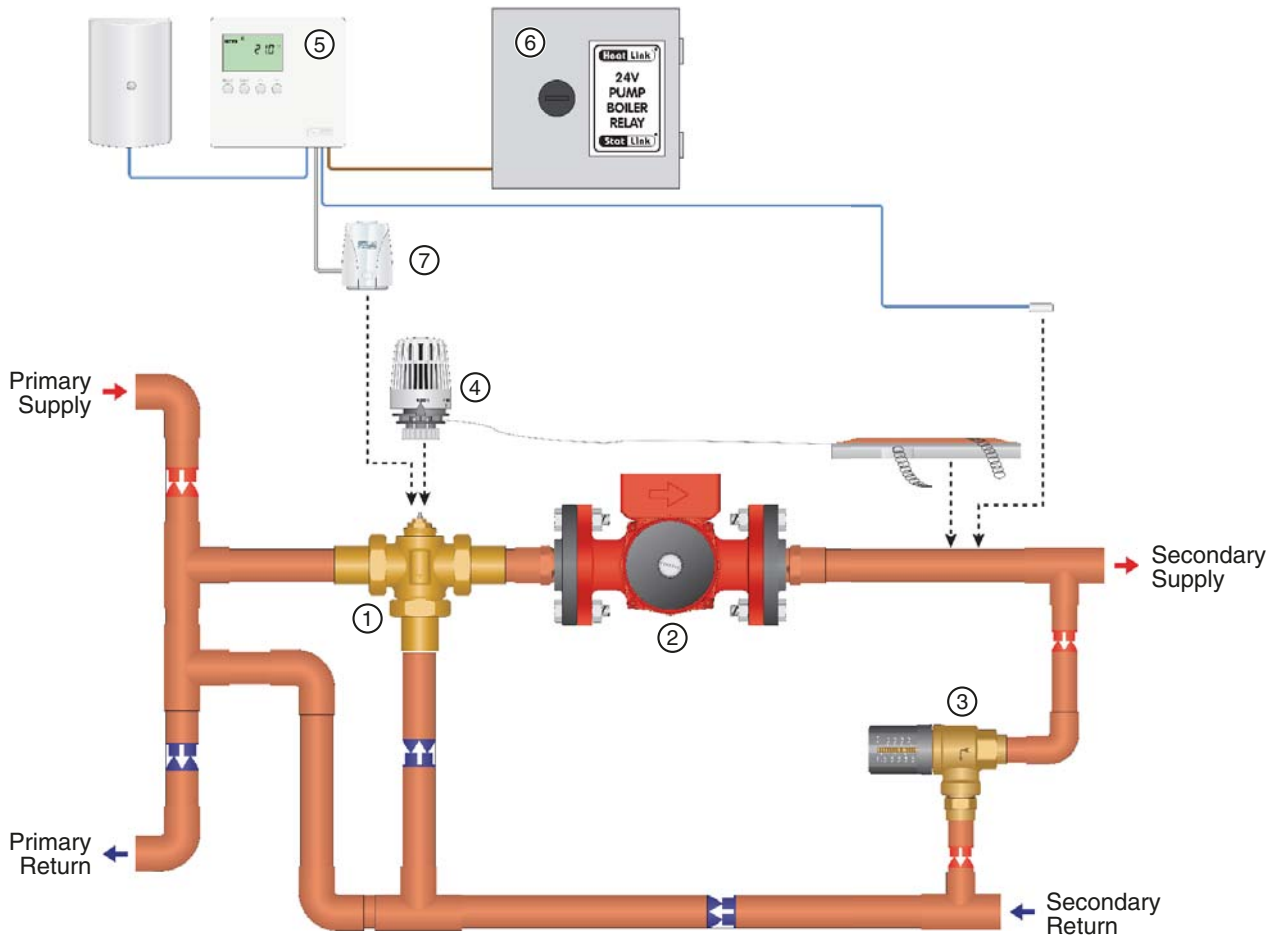 5
6
210
Heat Link
24V
PUMP
BOILER
RELAY
Stat Link
7
4
Primary
Supply
Secondary
Supply
1
2
3
Primary
Return
Secondary
Return